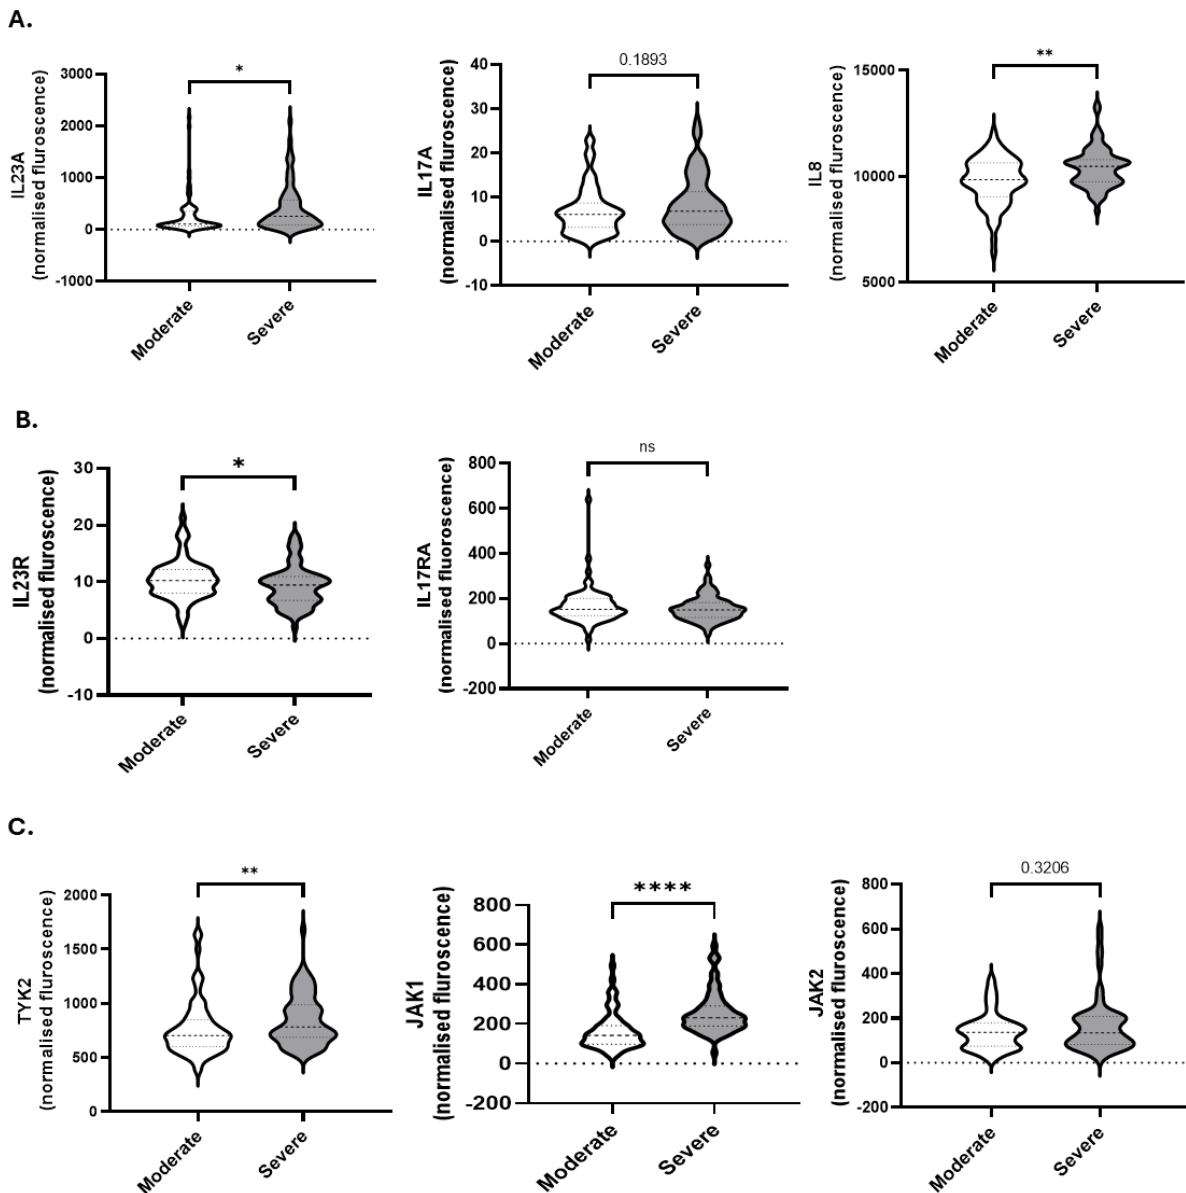 A.
IL23A
(normalised fluroscence)
3000
2000
1000
0
-1000
*
Moderate
Severe
IL17A
(normalised fluroscence)
40
30
20
10
0
-10
0.1893
Moderate
Severe
IL8
(normalised fluroscence)
15000
10000
5000
**
Moderate
Severe
B.
IL23R
(normalised fluroscence)
30
20
10
0
-10
*
Moderate
Severe
IL17RA
(normalised fluroscence)
800
600
400
200
0
-200
ns
Moderate
Severe
C.
TYK2
(normalised fluroscence)
2000
1500
1000
500
0
**
Moderate
Severe
JAK1
(normalised fluroscence)
800
600
400
200
0
-200
****
Moderate
Severe
JAK2
(normalised fluroscence)
800
600
400
200
0
-200
0.3206
Moderate
Severe